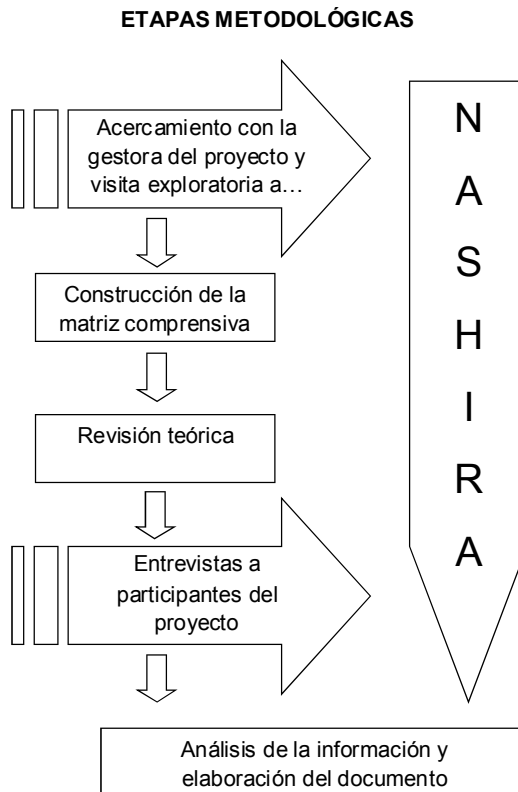 ETAPAS METODOLÓGICAS
Acercamiento con la
gestora del proyecto y
visita exploratoria a…
Construcción de la
matriz comprensiva
Revisión teórica
Entrevistas a
participantes del
proyecto
N
A
S
H
I
R
A
Análisis de la información y
elaboración del documento